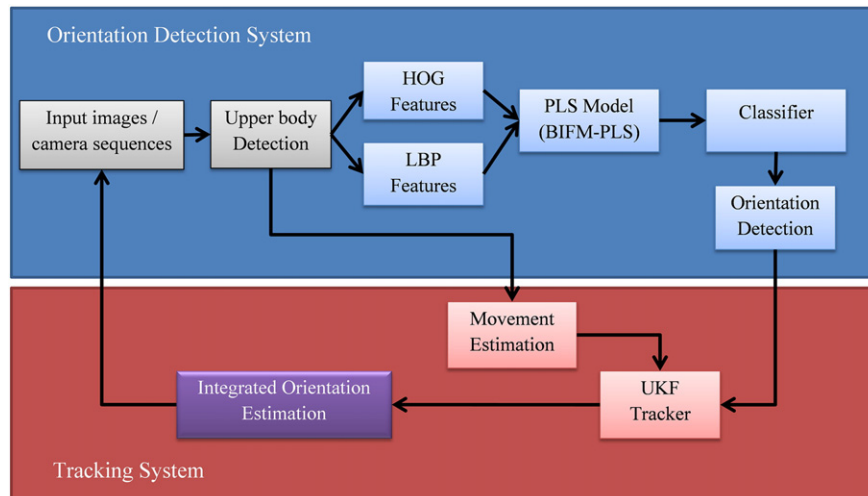 Orientation Detection System
Input images /
camera sequences
Upper body
Detection
HOG
Features
LBP
Features
PLS Model
(BIFM-PLS)
Classifier
Orientation
Detection
Movement
Estimation
UKF
Tracker
Integrated Orientation
Estimation
Tracking System